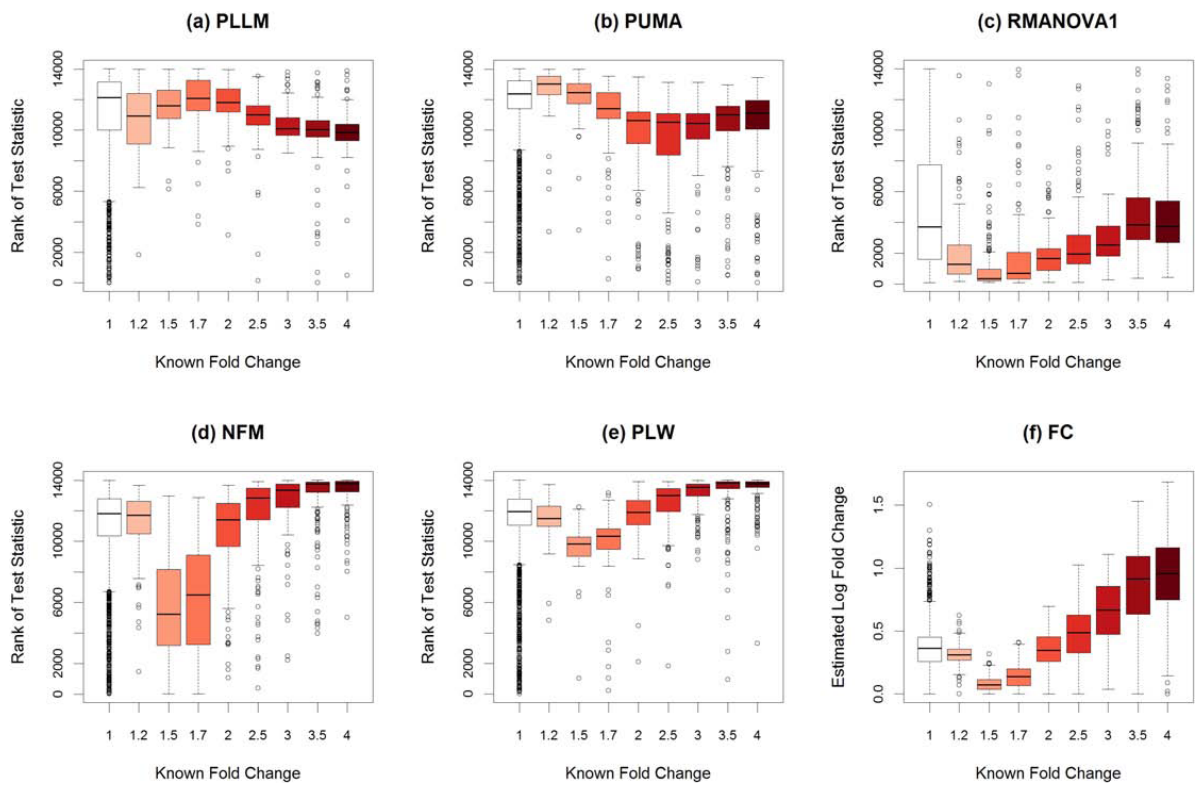 (a) PLLM
Rank of Test Statistic
0 2000 6000 10000 14000
1 1.2 1.5 1.7 2 2.5 3 3.5 4
Known Fold Change
(b) PUMA
Rank of Test Statistic
0 2000 6000 10000 14000
1 1.2 1.5 1.7 2 2.5 3 3.5 4
Known Fold Change
(c) RMANOVA1
Rank of Test Statistic
0 2000 6000 10000 14000
1 1.2 1.5 1.7 2 2.5 3 3.5 4
Known Fold Change
(d) NFM
Rank of Test Statistic
0 2000 6000 10000 14000
1 1.2 1.5 1.7 2 2.5 3 3.5 4
Known Fold Change
(e) PLW
Rank of Test Statistic
0 2000 6000 10000 14000
1 1.2 1.5 1.7 2 2.5 3 3.5 4
Known Fold Change
(f) FC
Estimated Log Fold Change
0.0 0.5 1.0 1.5
1 1.2 1.5 1.7 2 2.5 3 3.5 4
Known Fold Change